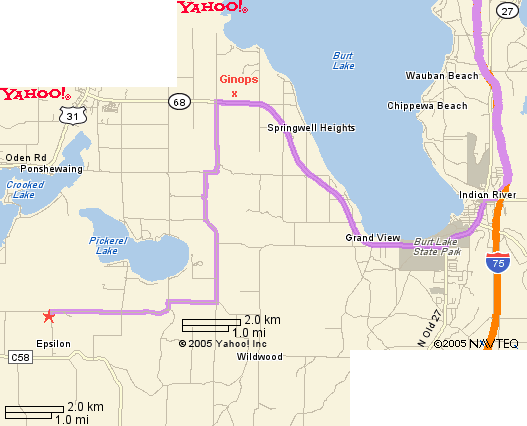 YAHOO!
27
Burt
Lake
Wauban Beach
Ginops
x
YAHOO!
68
Chippewa Beach
31
Springwell Heights
Oden Rd
Ponshewaing
Crooked
Lake
Indian River
Pickerel
Lake
Grand View
Burt Lake
State Park
75
2.0 km
1.0 mi
N Old 27
Epsilon
©2005 Yahoo! Inc
©2005 NAVTEQ
C58
Wildwood
2.0 km
1.0 mi